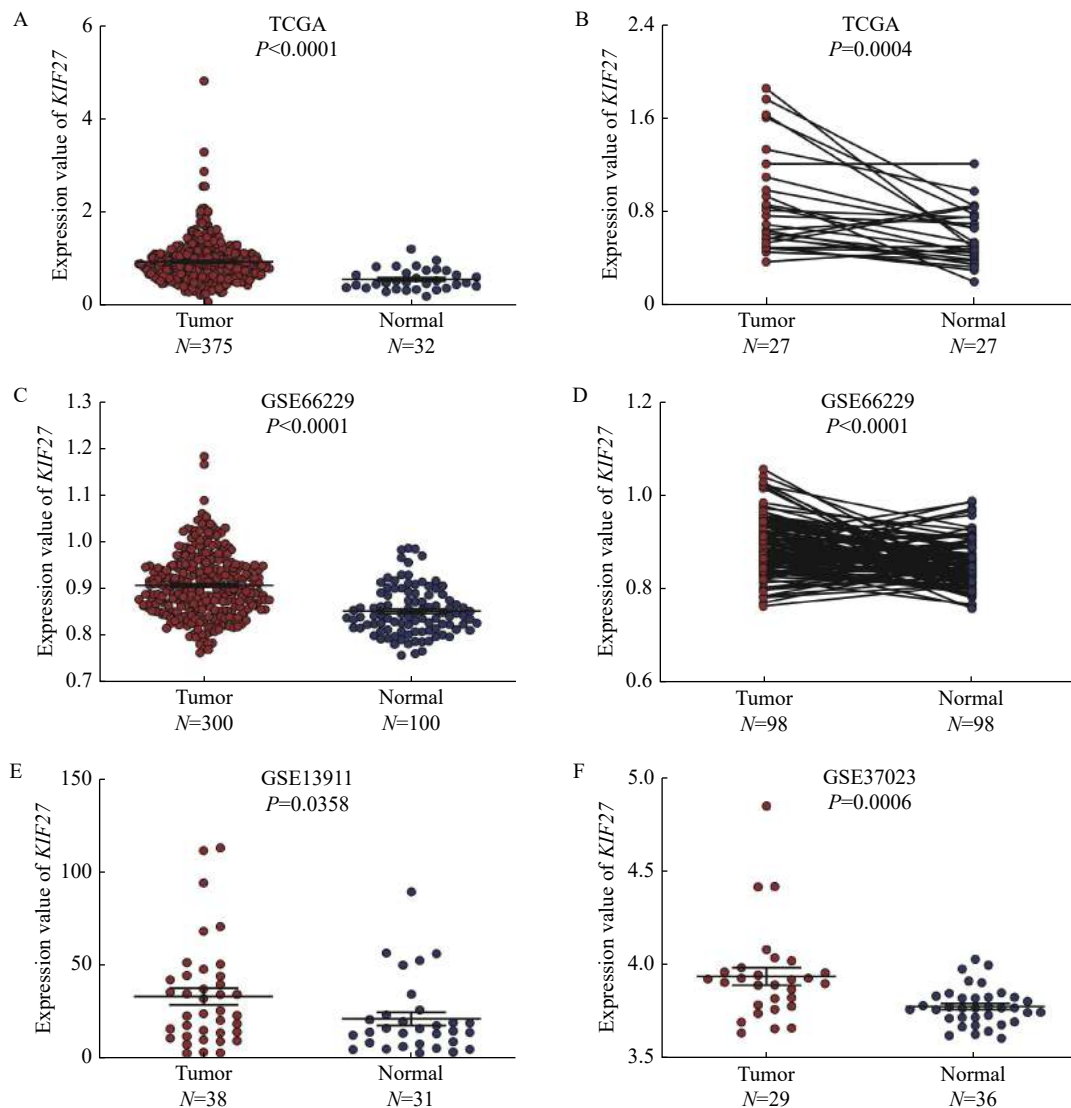 A
TCGA
P<0.0001
Expression value of KIF27
6
4
2
0
Tumor
Normal
N=375
N=32
B
TCGA
P=0.0004
Expression value of KIF27
2.4
1.6
0.8
0
Tumor
Normal
N=27
N=27
C
GSE66229
P<0.0001
Expression value of KIF27
1.3
1.2
1.1
1.0
0.9
0.8
0.7
Tumor
Normal
N=300
N=100
D
GSE66229
P<0.0001
Expression value of KIF27
1.2
1.0
0.8
0.6
Tumor
Normal
N=98
N=98
E
GSE13911
P=0.0358
Expression value of KIF27
150
100
50
0
Tumor
Normal
N=38
N=31
F
GSE37023
P=0.0006
Expression value of KIF27
5.0
4.5
4.0
3.5
Tumor
Normal
N=29
N=36